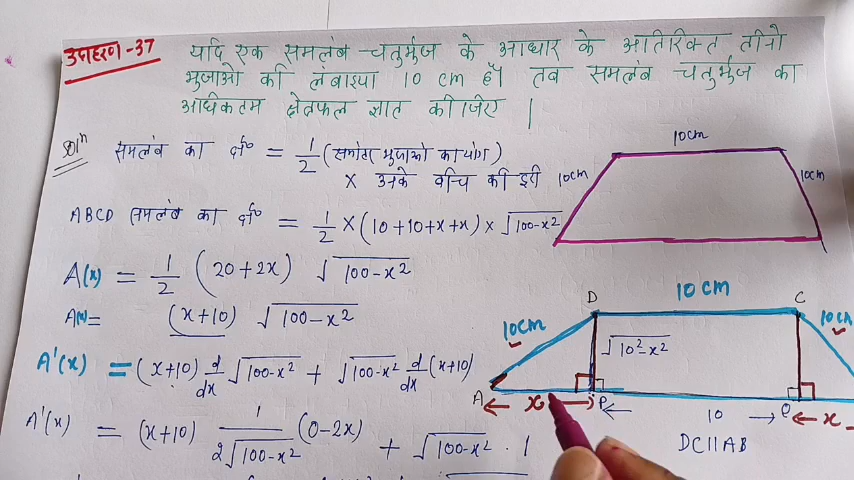 उदाहरण-37
यदि एक समलंब -चतुर्भुज के आधार के अतिरिक्त तीनो
भुजाओ की लंबाइया 10 cm है। तब समलंब चतुर्भुज का
अधिकतम क्षेत्रफल ज्ञात कीजिए |
Solⁿ
समलंब का क्षे० = 1/2 (समांतर भुजाओ का योग)
× उनके बीच की दूरी
ABCD समलंब का क्षे० = 1/2 × (10+10+x+x) × √100-x²
A(x) = 1/2 (20+2x) √100-x²
A(x) = (x+10) √100-x²
A'(x) = (x+10) d/dx √100-x² + √100-x² d/dx (x+10)
A'(x) = (x+10) 1/2√100-x² (0-2x) + √100-x² · 1
10cm
10cm
10cm
D
10 cm
C
10cm
10cm
√10²-x²
A
P
Q
x
10
x
DC||AB